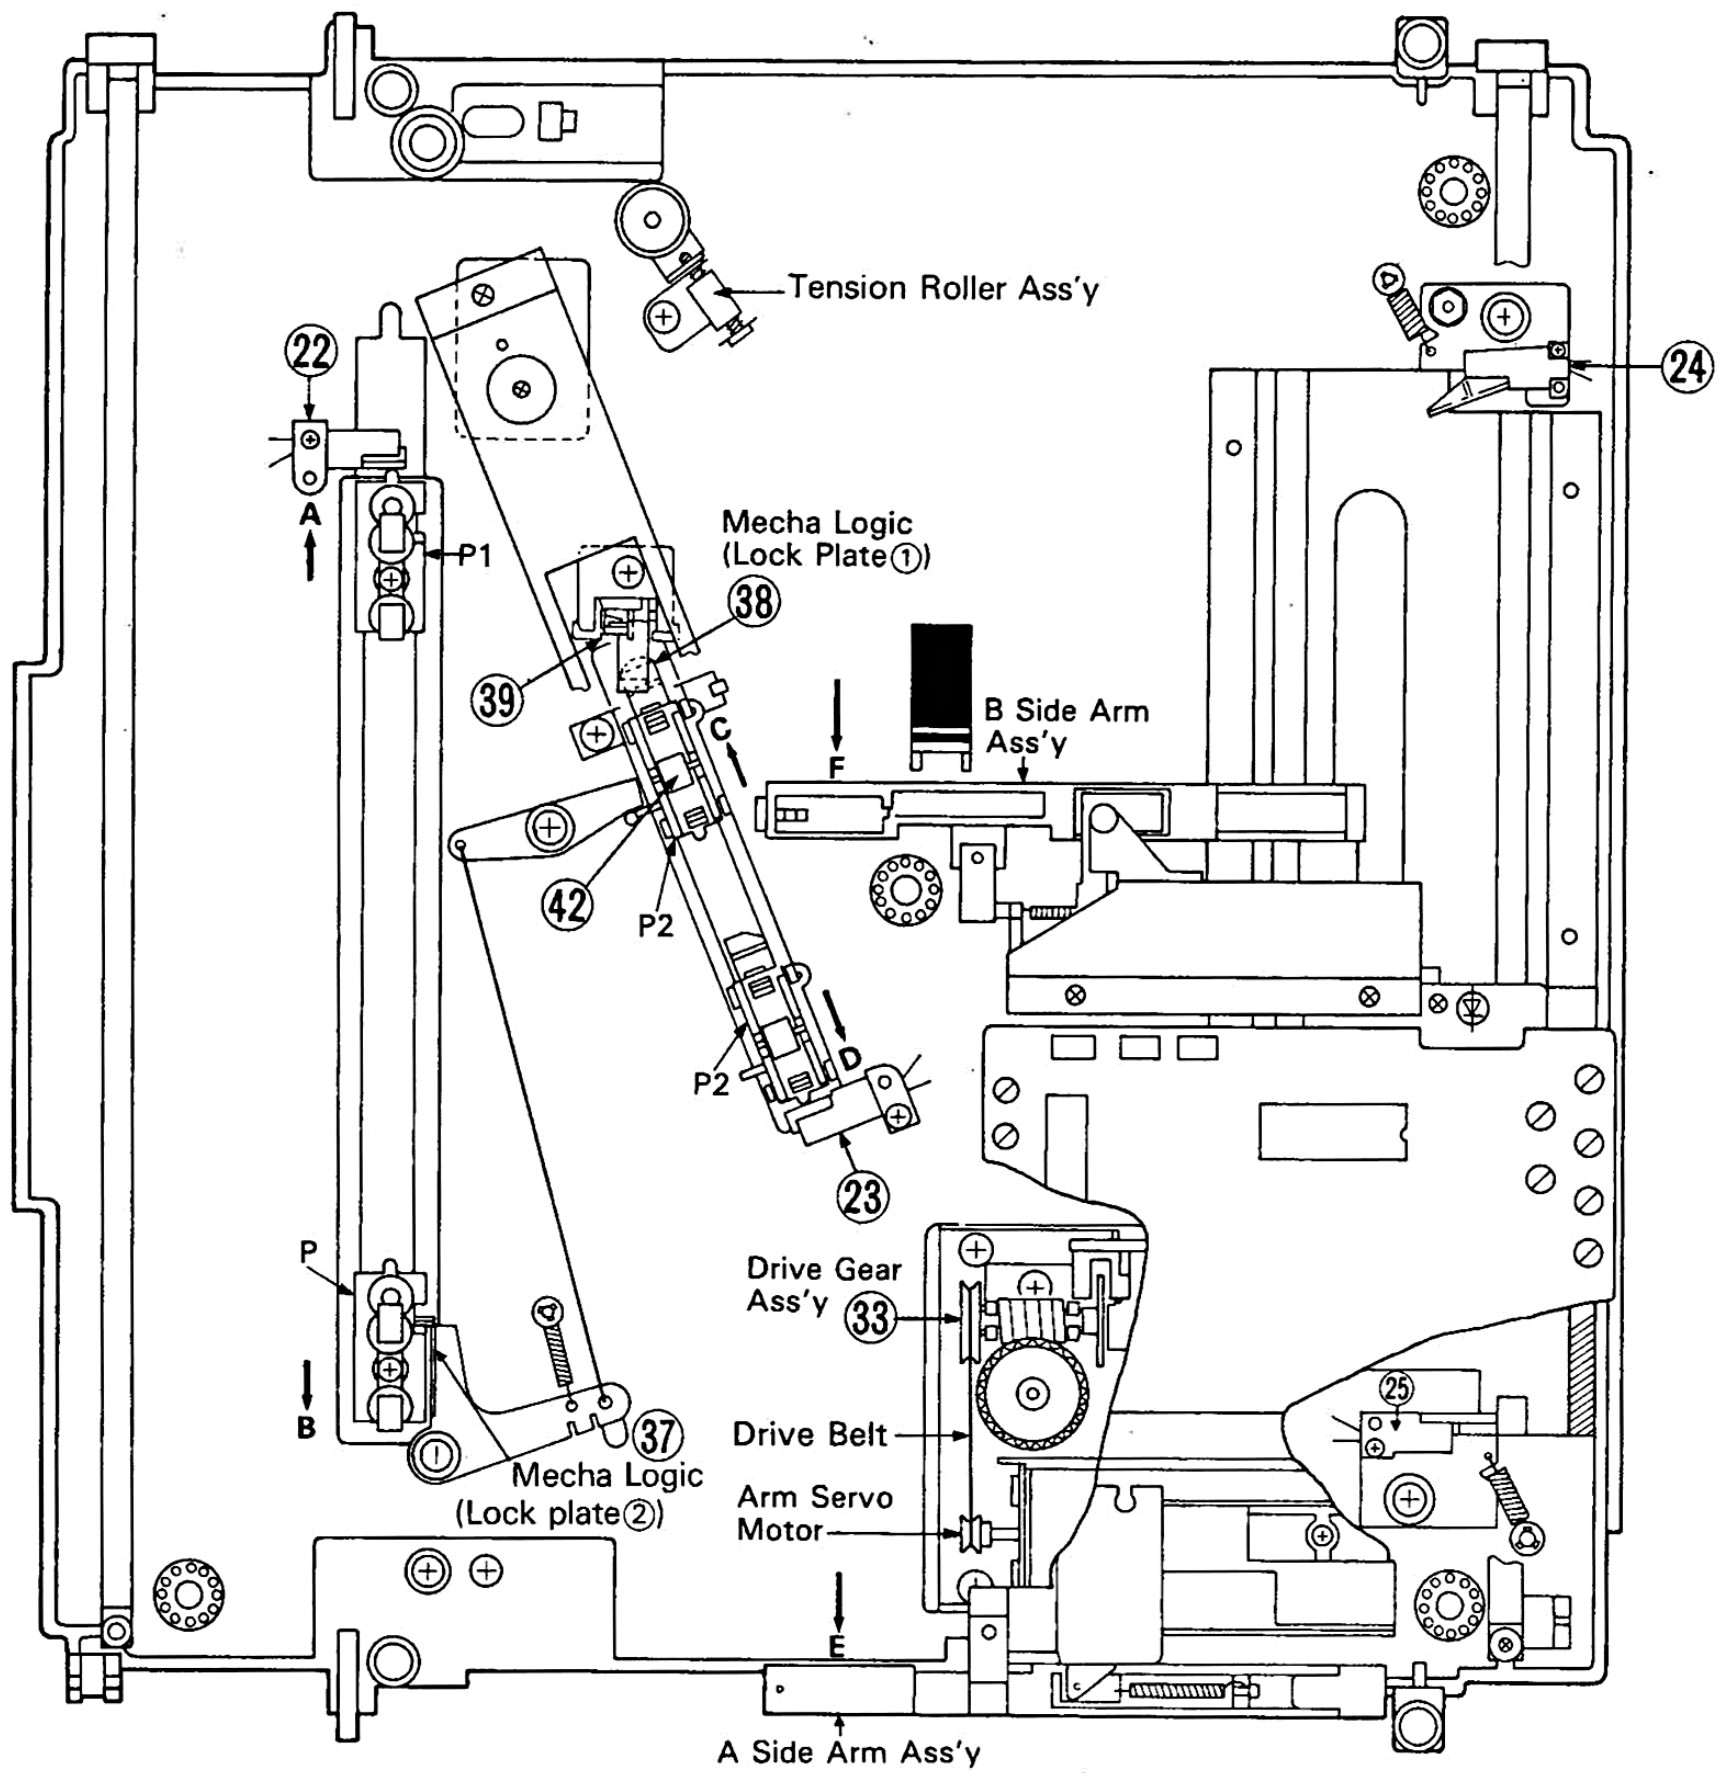 Tension Roller Ass'y
22
24
A
P1
Mecha Logic
(Lock Plate①)
38
39
C
F
B Side Arm
Ass'y
42
P2
P2
D
23
P
Drive Gear
Ass'y
33
B
25
37
Mecha Logic
(Lock plate②)
Drive Belt
Arm Servo
Motor
E
A Side Arm Ass'y